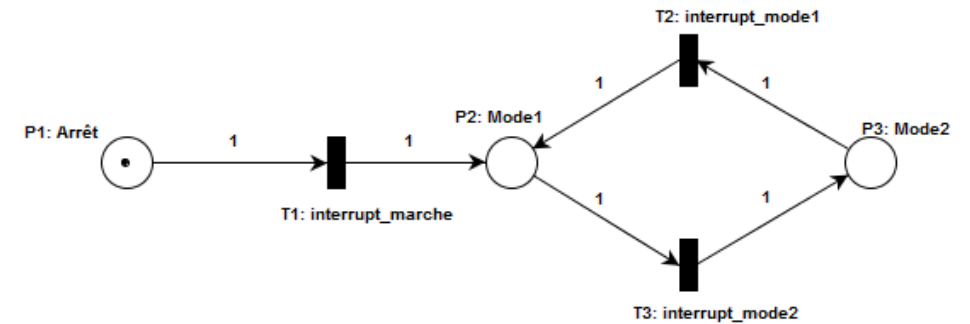 T2: interrupt_mode1
1
1
P2: Mode1
P3: Mode2
P1: Arrêt
1
1
T1: interrupt_marche
1
1
T3: interrupt_mode2